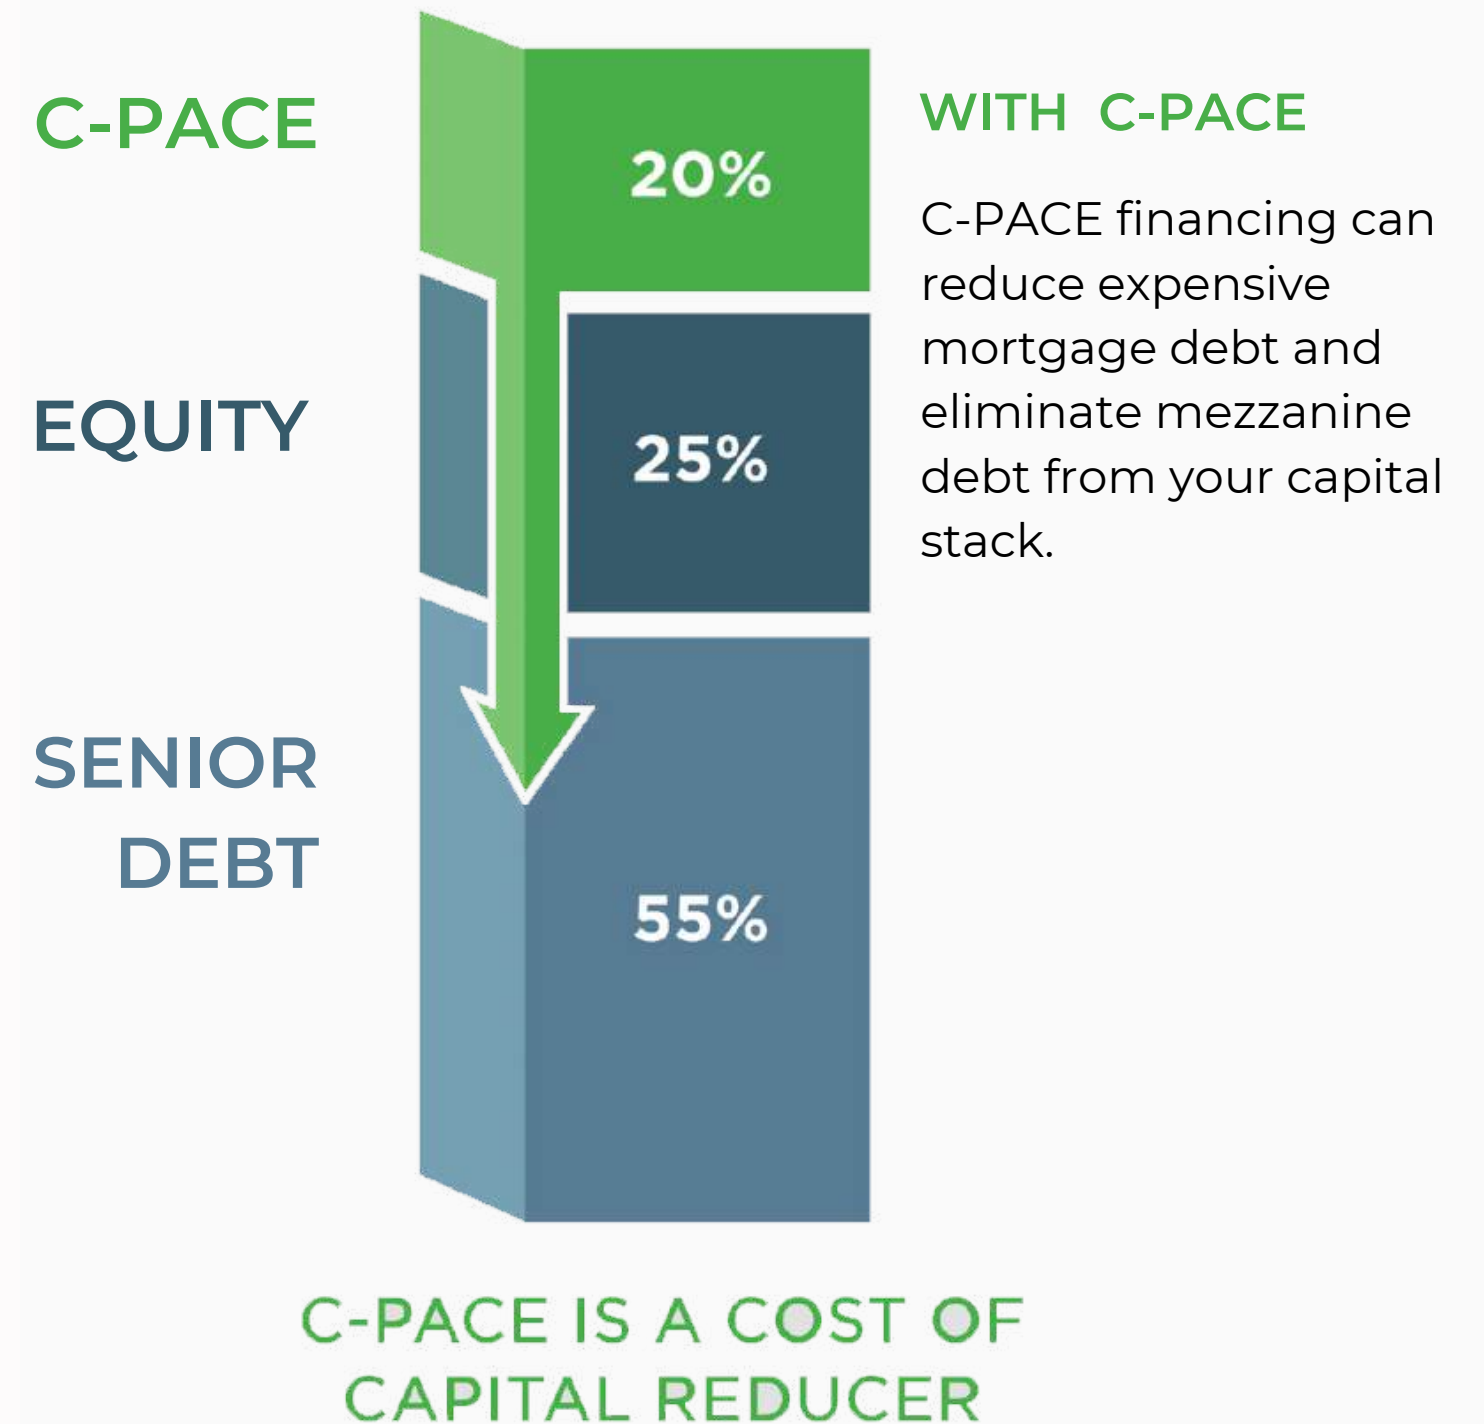 C-PACE
20%
WITH C-PACE
C-PACE financing can
reduce expensive
mortgage debt and
eliminate mezzanine
debt from your capital
stack.
EQUITY
25%
SENIOR
DEBT
55%
C-PACE IS A COST OF
CAPITAL REDUCER